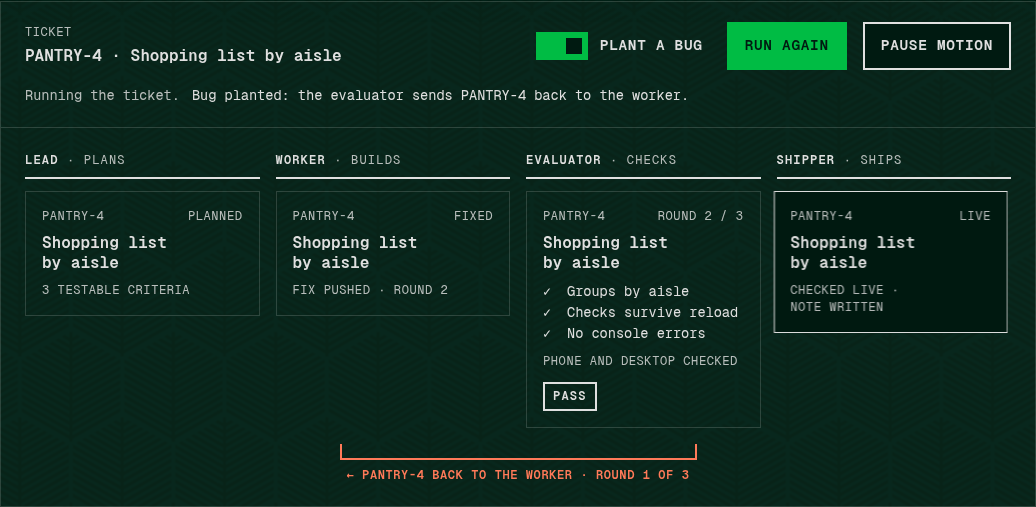 TICKET
PANTRY-4 · Shopping list by aisle
PLANT A BUG
RUN AGAIN
PAUSE MOTION
Running the ticket. Bug planted: the evaluator sends PANTRY-4 back to the worker.
LEAD · PLANS
PANTRY-4 PLANNED
Shopping list
by aisle
3 TESTABLE CRITERIA
WORKER · BUILDS
PANTRY-4 FIXED
Shopping list
by aisle
FIX PUSHED · ROUND 2
EVALUATOR · CHECKS
PANTRY-4 ROUND 2 / 3
Shopping list
by aisle
✓ Groups by aisle
✓ Checks survive reload
✓ No console errors
PHONE AND DESKTOP CHECKED
PASS
SHIPPER · SHIPS
PANTRY-4 LIVE
Shopping list
by aisle
CHECKED LIVE ·
NOTE WRITTEN
← PANTRY-4 BACK TO THE WORKER · ROUND 1 OF 3